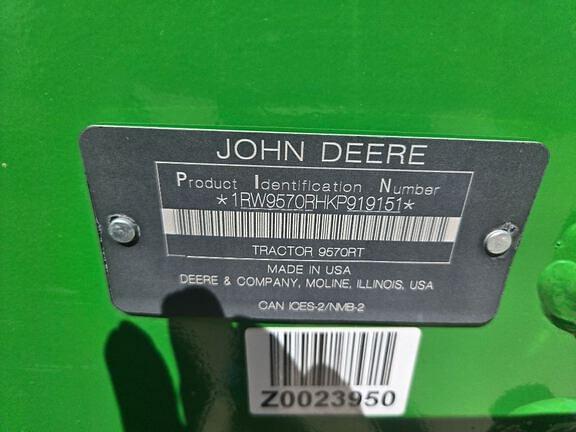 JOHN DEERE
Product Identification Number
*1RW9570RHKP919151*
TRACTOR 9570RT
MADE IN USA
DEERE & COMPANY, MOLINE, ILLINOIS, USA
CAN ICES-2/NMB-2
Z0023950